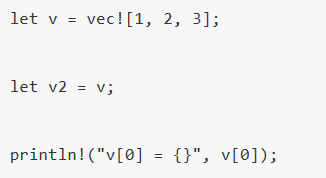 let v = vec![1, 2, 3];
let v2 = v;
println!("v[0] = {}", v[0]);